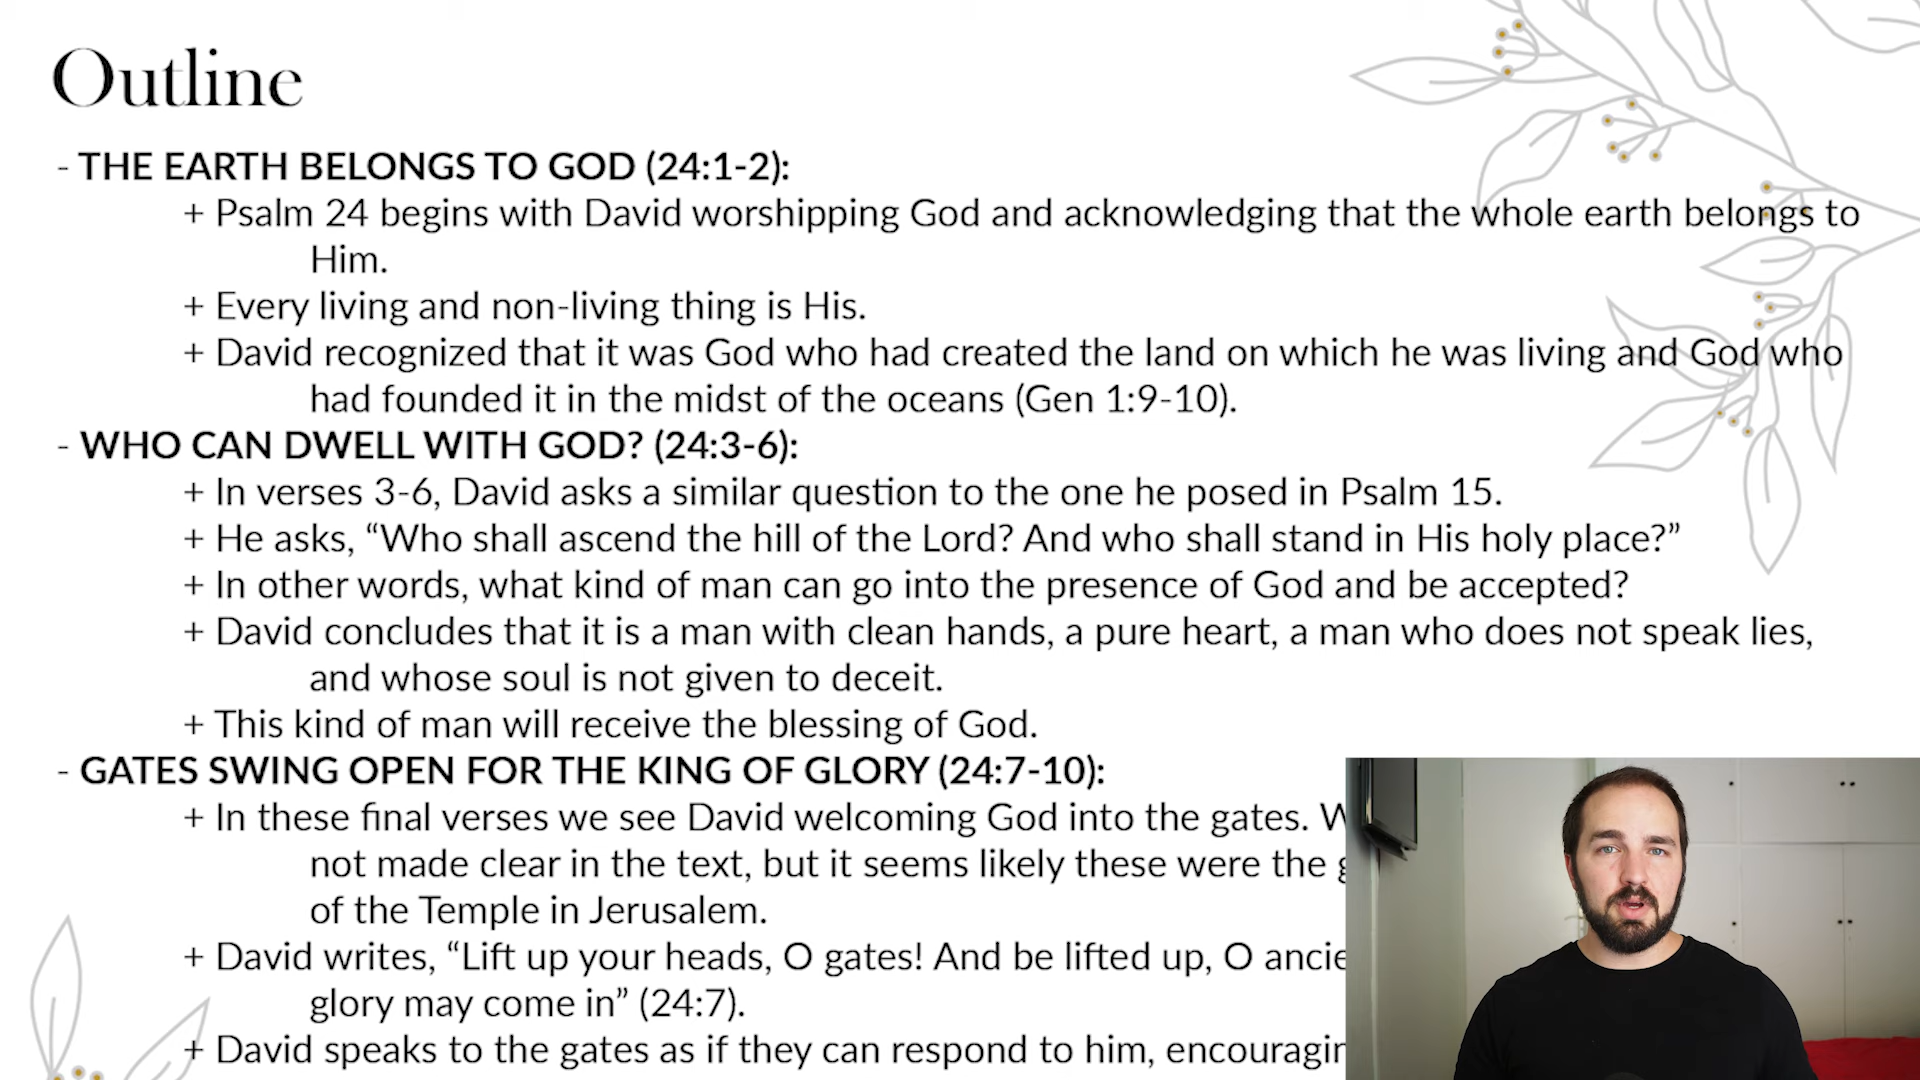 Outline
- THE EARTH BELONGS TO GOD (24:1-2):
+ Psalm 24 begins with David worshipping God and acknowledging that the whole earth belongs to
Him.
+ Every living and non-living thing is His.
+ David recognized that it was God who had created the land on which he was living and God who
had founded it in the midst of the oceans (Gen 1:9-10).
- WHO CAN DWELL WITH GOD? (24:3-6):
+ In verses 3-6, David asks a similar question to the one he posed in Psalm 15.
+ He asks, “Who shall ascend the hill of the Lord? And who shall stand in His holy place?”
+ In other words, what kind of man can go into the presence of God and be accepted?
+ David concludes that it is a man with clean hands, a pure heart, a man who does not speak lies,
and whose soul is not given to deceit.
+ This kind of man will receive the blessing of God.
- GATES SWING OPEN FOR THE KING OF GLORY (24:7-10):
+ In these final verses we see David welcoming God into the gates.
not made clear in the text, but it seems likely these were the
of the Temple in Jerusalem.
+ David writes, “Lift up your heads, O gates! And be lifted up, O
glory may come in” (24:7).
+ David speaks to the gates as if they can respond to him,